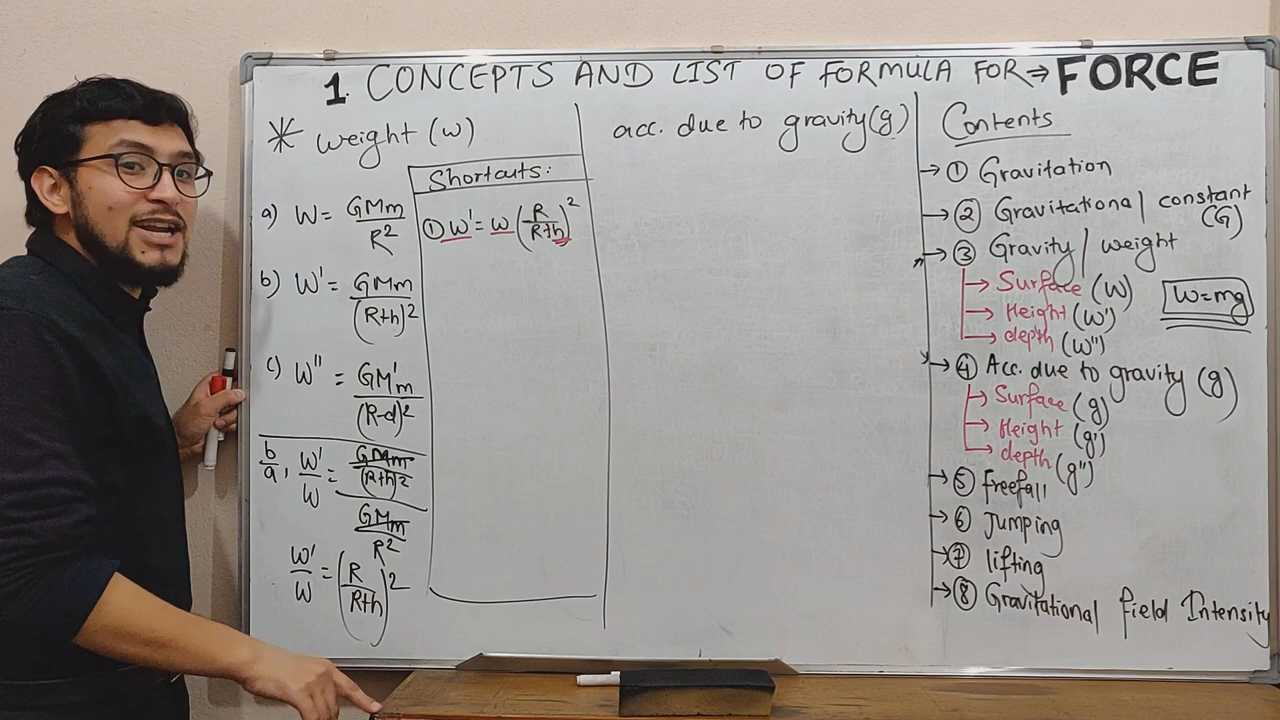 1. CONCEPTS AND LIST OF FORMULA FOR → FORCE
* weight (w)
a) W = GMm / R²
b) W' = GMm / (R+h)²
c) W'' = GM'm / (R-d)²
b/a, W'/W = GMm / (R+h)² / GMm / R²
W'/W = (R / R+h)²
Shortcuts:
① w' = w (R / R+h)²
acc. due to gravity (g)
Contents
→ ① Gravitation
→ ② Gravitational constant
(G)
→ ③ Gravity / weight
→ Surface (W)
→ Height (W')
→ depth (W'')
W=mg
→ ④ Acc. due to gravity (g)
→ Surface (g)
→ Height (g')
→ depth (g'')
→ ⑤ freefall
→ ⑥ Jumping
→ ⑦ lifting
→ ⑧ Gravitational field Intensity